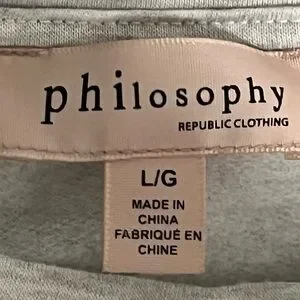 philosophy
REPUBLIC CLOTHING
L/G
MADE IN
CHINA
FABRIQUÉ EN
CHINE